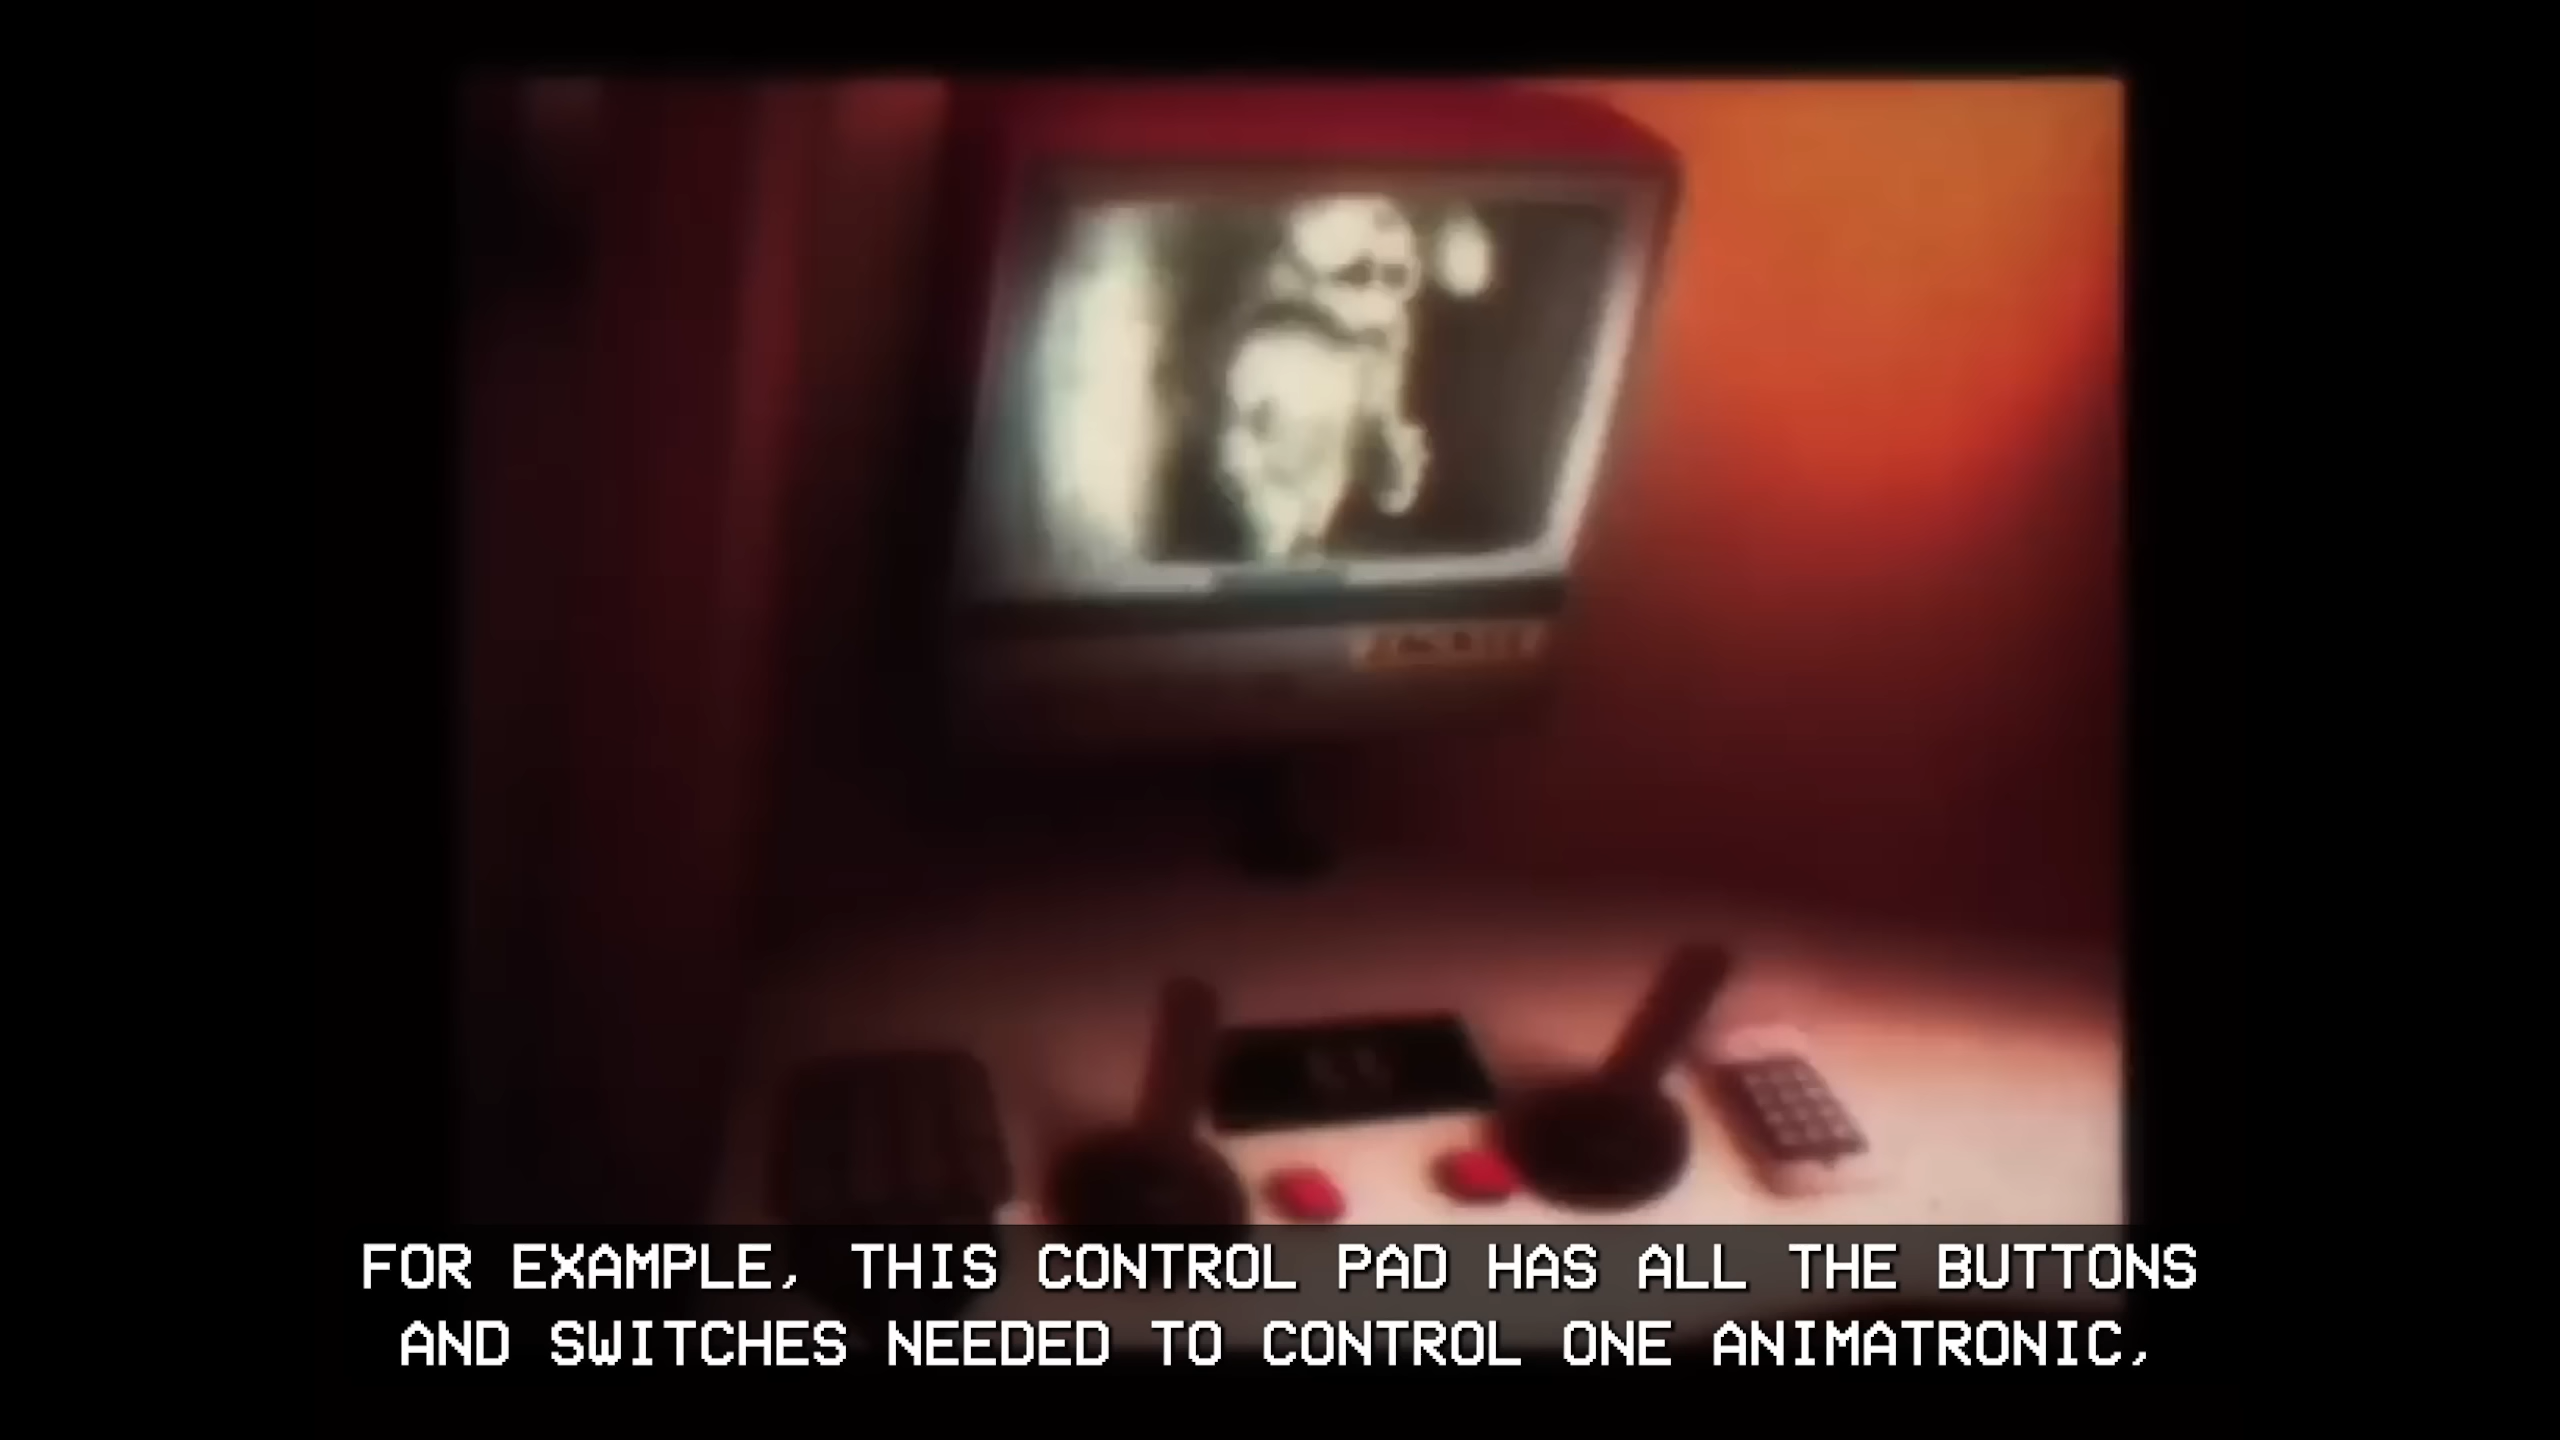 FOR EXAMPLE, THIS CONTROL PAD HAS ALL THE BUTTONS
AND SWITCHES NEEDED TO CONTROL ONE ANIMATRONIC,